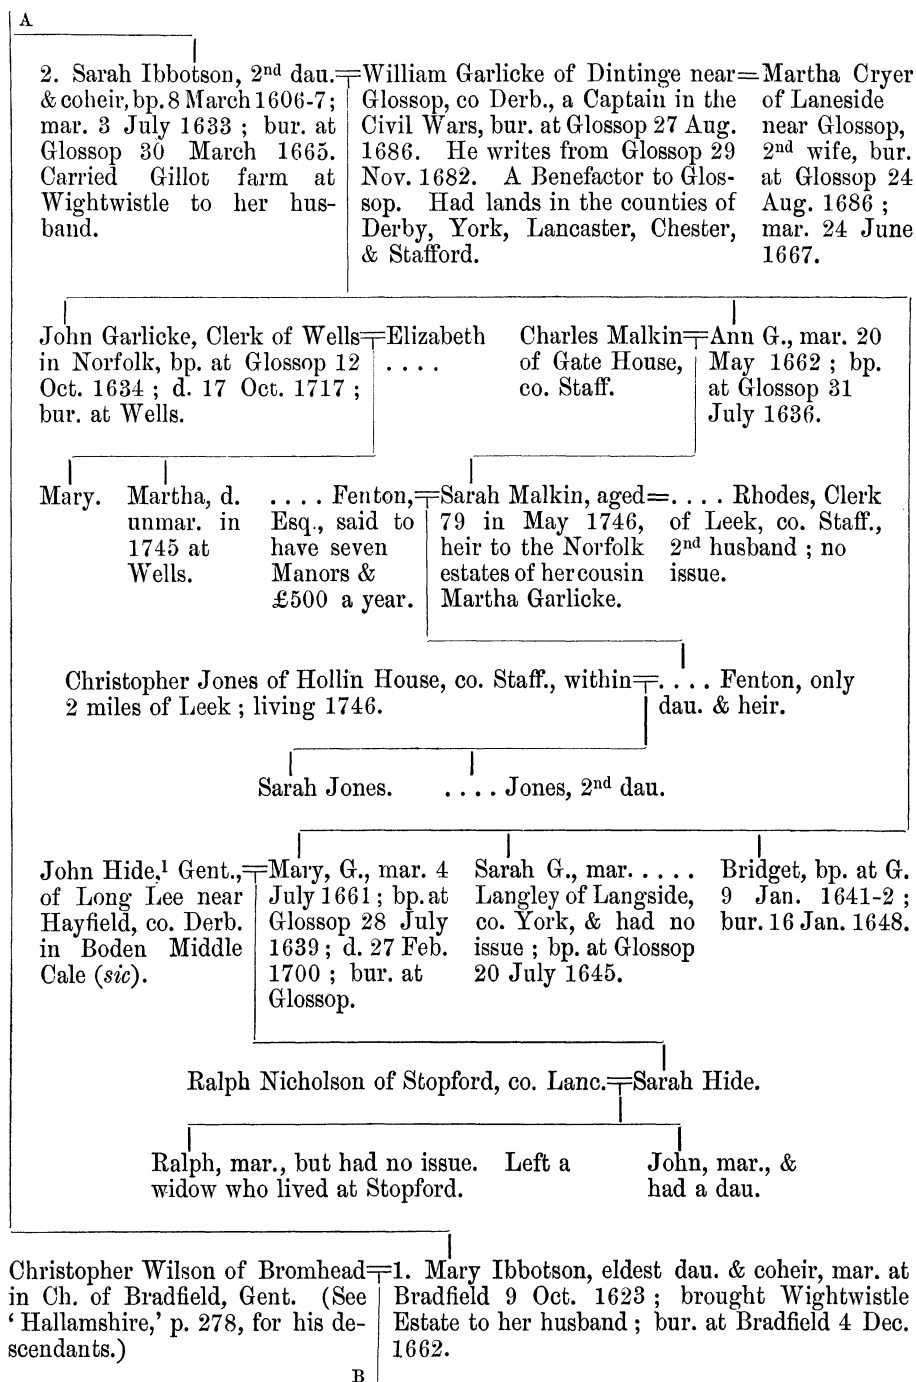 A
2. Sarah Ibbotson, 2nd dau.
& coheir, bp. 8 March 1606-7;
mar. 3 July 1633; bur. at
Glossop 30 March 1665.
Carried Gillot farm at
Wightwistle to her hus-
band.
=William Garlicke of Dintinge near
Glossop, co Derb., a Captain in the
Civil Wars, bur. at Glossop 27 Aug.
1686. He writes from Glossop 29
Nov. 1682. A Benefactor to Glos-
sop. Had lands in the counties of
Derby, York, Lancaster, Chester,
& Stafford.
=Martha Cryer
of Laneside
near Glossop,
2nd wife, bur.
at Glossop 24
Aug. 1686;
mar. 24 June
1667.
John Garlicke, Clerk of Wells
in Norfolk, bp. at Glossop 12
Oct. 1634; d. 17 Oct. 1717;
bur. at Wells.
=Elizabeth
. . . .
Charles Malkin
of Gate House,
co. Staff.
=Ann G., mar. 20
May 1662; bp.
at Glossop 31
July 1636.
Mary.
Martha, d.
unmar. in
1745 at
Wells.
. . . . Fenton,
Esq., said to
have seven
Manors &
£500 a year.
=Sarah Malkin, aged
79 in May 1746,
heir to the Norfolk
estates of her cousin
Martha Garlicke.
=. . . . Rhodes, Clerk
of Leek, co. Staff.,
2nd husband; no
issue.
Christopher Jones of Hollin House, co. Staff., within
2 miles of Leek; living 1746.
=. . . . Fenton, only
dau. & heir.
Sarah Jones.
. . . . Jones, 2nd dau.
John Hide,1 Gent.,
of Long Lee near
Hayfield, co. Derb.
in Boden Middle
Cale (sic).
=Mary, G., mar. 4
July 1661; bp. at
Glossop 28 July
1639; d. 27 Feb.
1700; bur. at
Glossop.
Sarah G., mar. . . . .
Langley of Langside,
co. York, & had no
issue; bp. at Glossop
20 July 1645.
Bridget, bp. at G.
9 Jan. 1641-2;
bur. 16 Jan. 1648.
Ralph Nicholson of Stopford, co. Lanc.=Sarah Hide.
Ralph, mar., but had no issue. Left a
widow who lived at Stopford.
John, mar., &
had a dau.
Christopher Wilson of Bromhead
in Ch. of Bradfield, Gent. (See
‘Hallamshire,’ p. 278, for his de-
scendants.)
=1. Mary Ibbotson, eldest dau. & coheir, mar. at
Bradfield 9 Oct. 1623; brought Wightwistle
Estate to her husband; bur. at Bradfield 4 Dec.
1662.
B